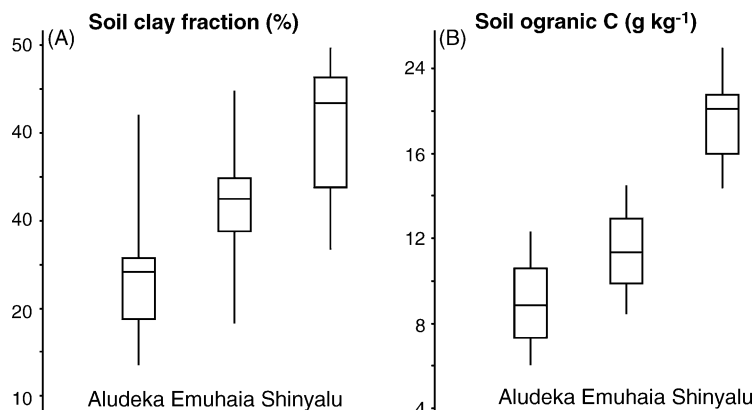 Soil clay fraction (%)
(A)
50
40
40
20
10
Aludeka Emuhaia Shinyalu
Soil ogranic C (g kg-1)
(B)
24
16
12
8
4
Aludeka Emuhaia Shinyalu